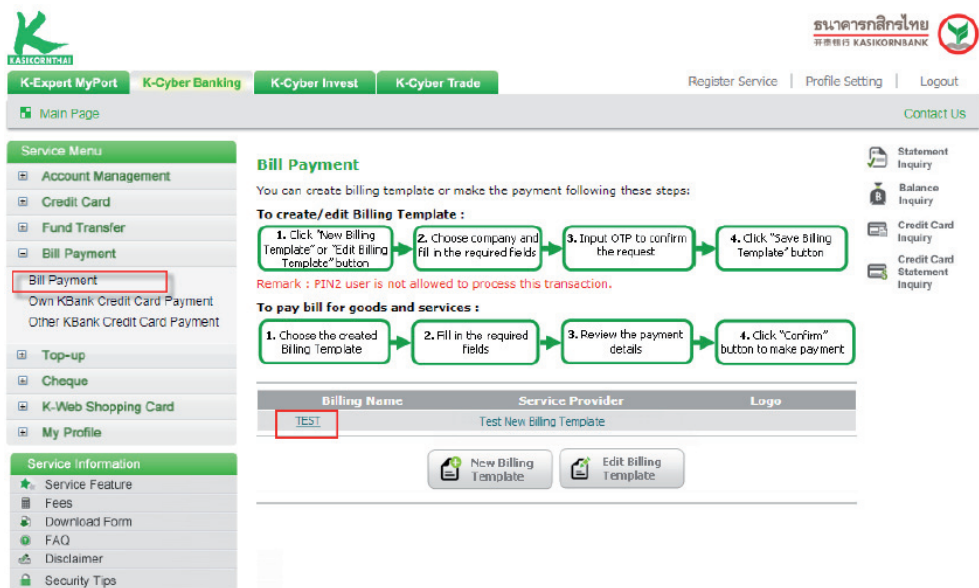 KASIKORNTHAI
ธนาคารกสิกรไทย
开泰银行 KASIKORNBANK
K-Expert MyPort
K-Cyber Banking
K-Cyber Invest
K-Cyber Trade
Register Service | Profile Setting | Logout
Main Page
Contact Us
Service Menu
Account Management
Credit Card
Fund Transfer
Bill Payment
Bill Payment
Own KBank Credit Card Payment
Other KBank Credit Card Payment
Top-up
Cheque
K-Web Shopping Card
My Profile
Service Information
Service Feature
Fees
Download Form
FAQ
Disclaimer
Security Tips
Bill Payment
You can create billing template or make the payment following these steps:
To create/edit Billing Template :
1. Click "New Billing
Template" or "Edit Billing
Template" button
2. Choose company and
fill in the required fields
3. Input OTP to confirm
the request
4. Click "Save Billing
Template" button
Remark : PIN2 user is not allowed to process this transaction.
To pay bill for goods and services :
1. Choose the created
Billing Template
2. Fill in the required
fields
3. Review the payment
details
4. Click "Confirm"
button to make payment
Billing Name Service Provider Logo
TEST Test New Billing Template
New Billing
Template
Edit Billing
Template
Statement
Inquiry
Balance
Inquiry
Credit Card
Inquiry
Credit Card
Statement
Inquiry